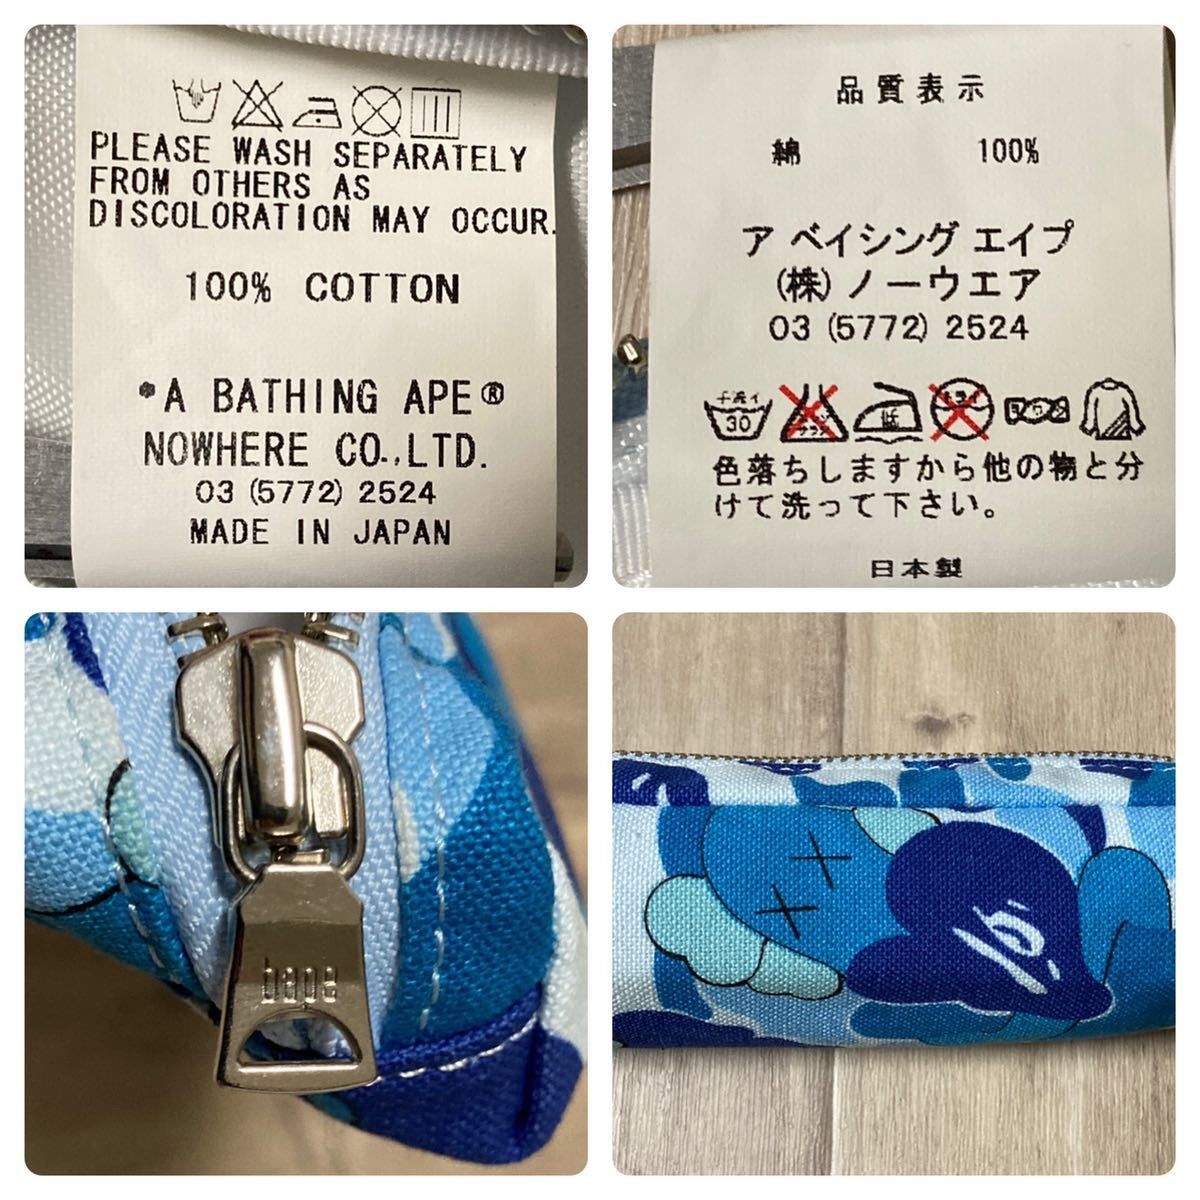 PLEASE WASH SEPARATELY
FROM OTHERS AS
DISCOLORATION MAY OCCUR.
100% COTTON
•A BATHING APE®
NOWHERE CO.,LTD.
03 (5772) 2524
MADE IN JAPAN
品質表示
綿 100%
ア ベイシング エイプ
(株) ノーウエア
03 (5772) 2524
手洗イ
30
色落ちしますから他の物と分
けて洗って下さい。
日本製
bape